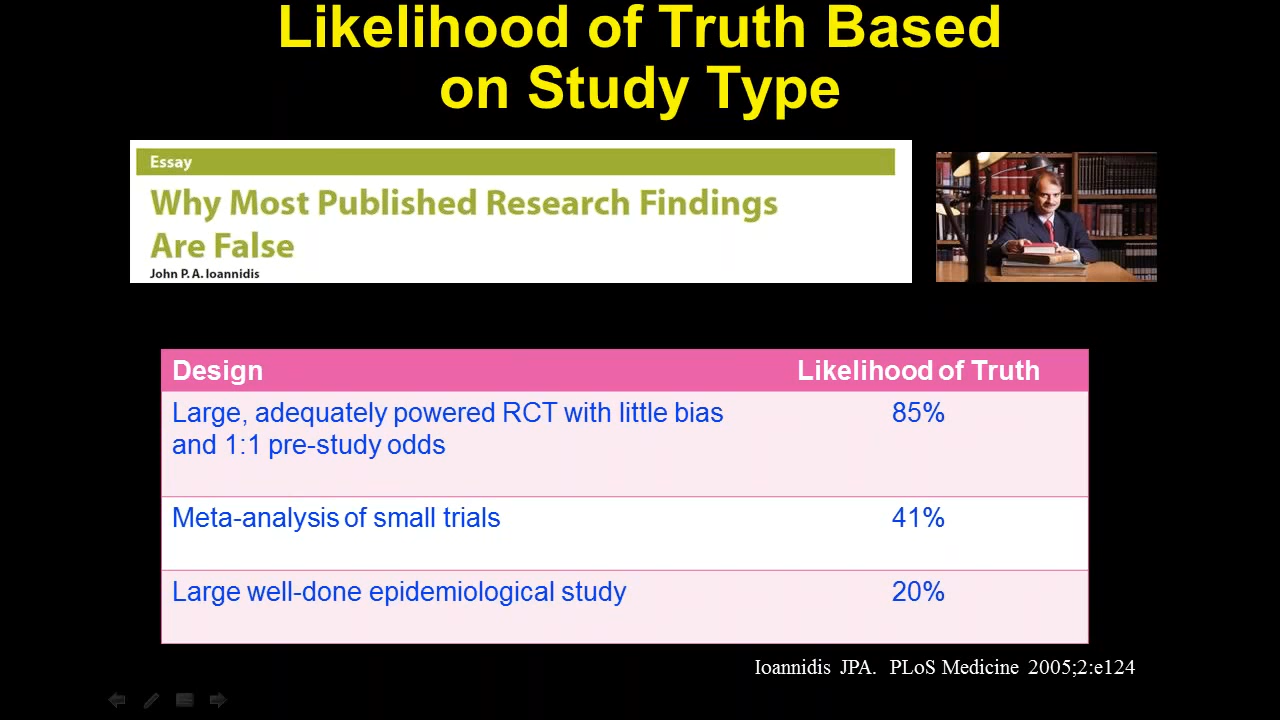 Likelihood of Truth Based
on Study Type
Essay
Why Most Published Research Findings
Are False
John P. A. Ioannidis
Design Likelihood of Truth
Large, adequately powered RCT with little bias 85%
and 1:1 pre-study odds
Meta-analysis of small trials 41%
Large well-done epidemiological study 20%
Ioannidis JPA. PLoS Medicine 2005;2:e124